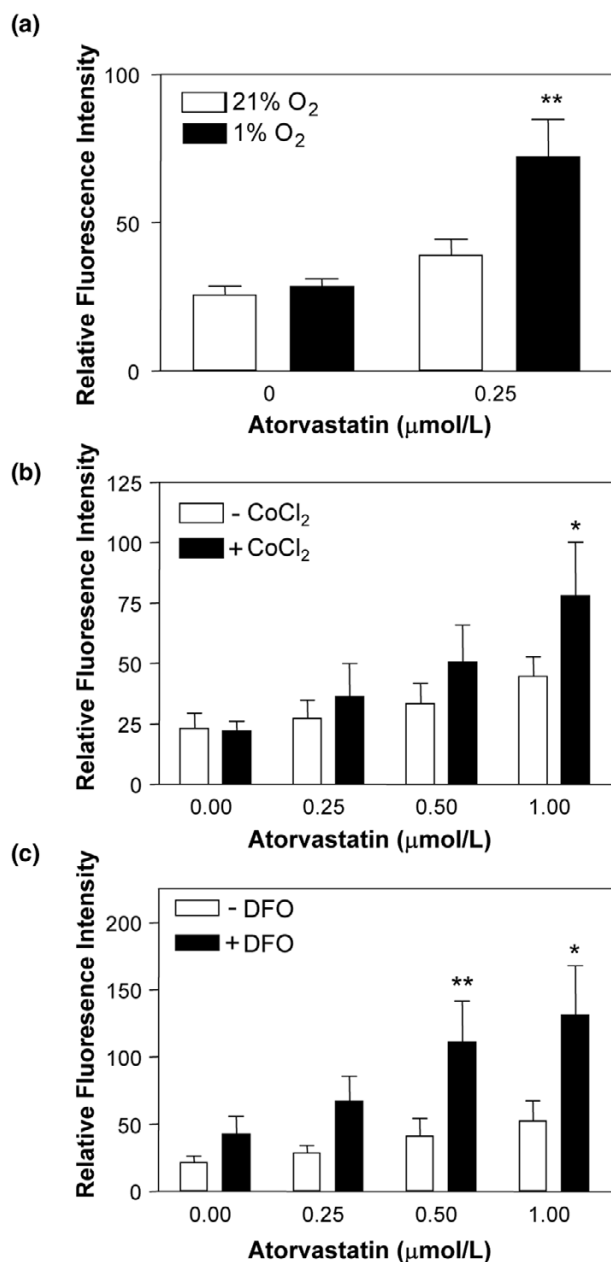 (a)
Relative Fluorescence Intensity
100
50
0
21% O₂
1% O₂
**
0 0.25
Atorvastatin (μmol/L)
(b)
Relative Fluoresence Intensity
125
100
75
50
25
0
- CoCl₂
+ CoCl₂
*
0.00 0.25 0.50 1.00
Atorvastatin (μmol/L)
(c)
Relative Fluorescence Intensity
200
150
100
50
0
- DFO
+ DFO
** *
0.00 0.25 0.50 1.00
Atorvastatin (μmol/L)